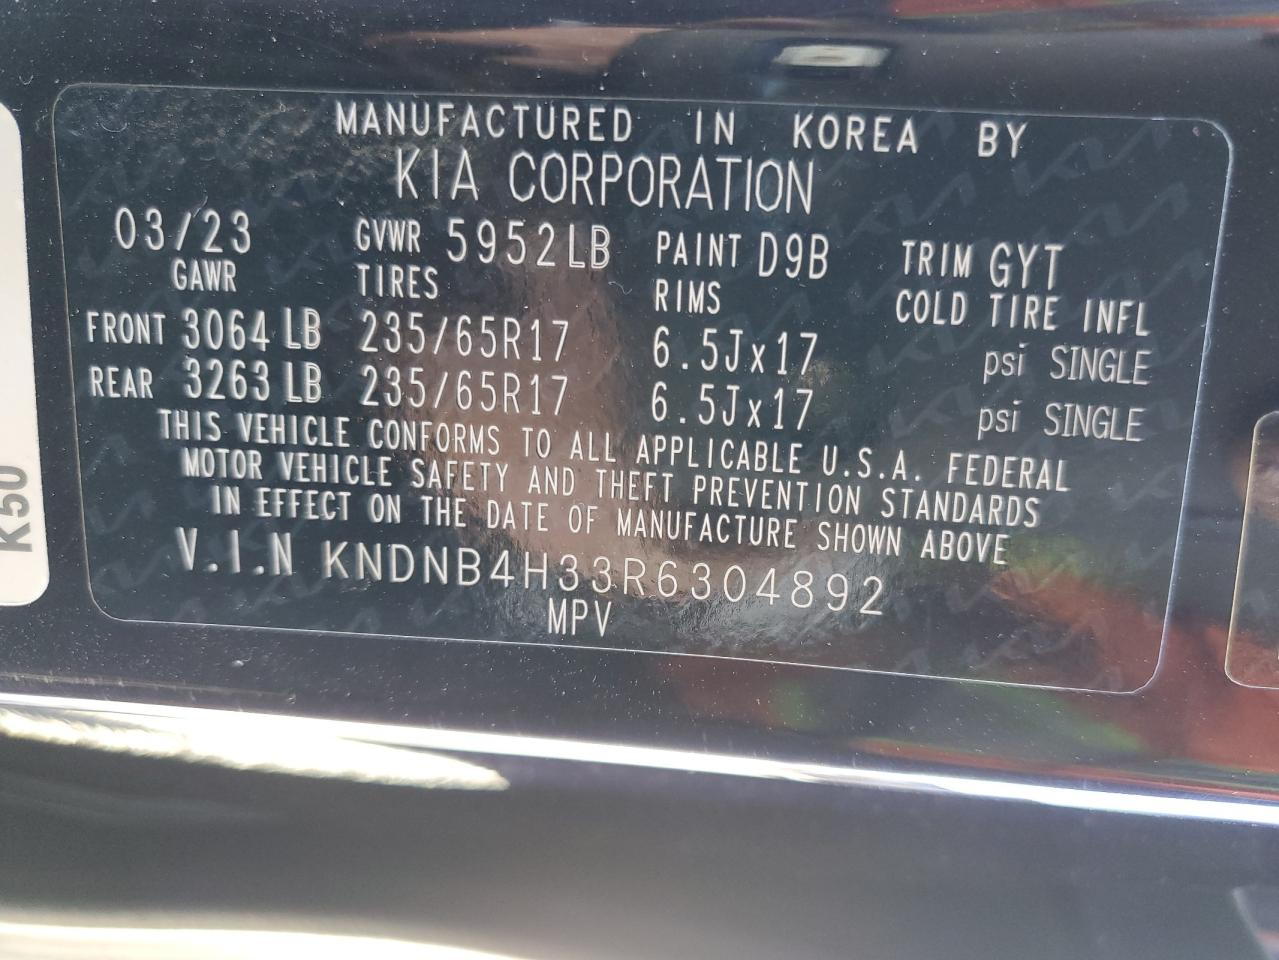 MANUFACTURED IN KOREA BY
KIA CORPORATION
03/23 GVWR 5952LB PAINT D9B TRIM GYT
GAWR TIRES RIMS COLD TIRE INFL
FRONT 3064 LB 235/65R17 6.5Jx17 psi SINGLE
REAR 3263 LB 235/65R17 6.5Jx17 psi SINGLE
THIS VEHICLE CONFORMS TO ALL APPLICABLE U.S.A. FEDERAL
MOTOR VEHICLE SAFETY AND THEFT PREVENTION STANDARDS
IN EFFECT ON THE DATE OF MANUFACTURE SHOWN ABOVE
V.I.N KNDNB4H33R6304892
MPV
K50